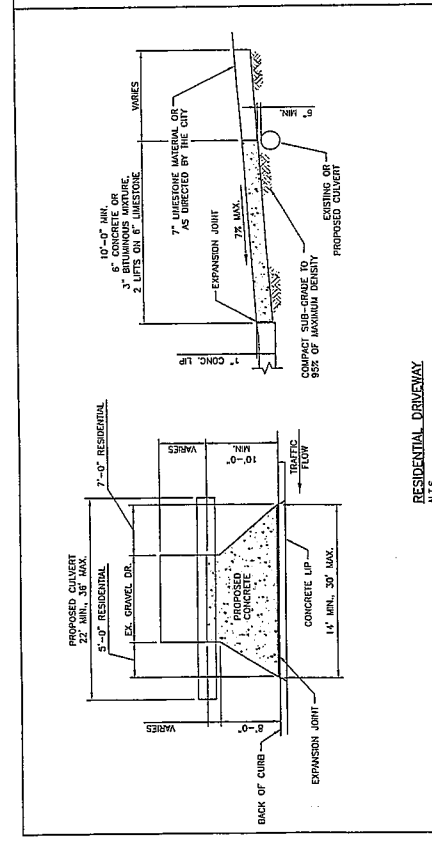 PROPOSED CULVERT
22' MIN., 36' MAX.
5'-0" RESIDENTIAL
7'-0" RESIDENTIAL
EX. GRAVEL DR.
VARIES
10'-0"
MIN.
VARIES
8'-0"
PROPOSED
CONCRETE
TRAFFIC
FLOW
BACK OF CURB
EXPANSION JOINT
CONCRETE LIP
14' MIN., 30' MAX.
10'-0" MIN.
6" CONCRETE OR
3" BITUMINOUS MIXTURE,
2 LIFTS ON 6" LIMESTONE
VARIES
7" LIMESTONE MATERIAL OR
AS DIRECTED BY THE CITY
EXPANSION JOINT
1" CONC. LIP
7% MAX.
6" MIN.
COMPACT SUB-GRADE TO
95% OF MAXIMUM DENSITY
EXISTING OR
PROPOSED CULVERT
RESIDENTIAL DRIVEWAY
N.T.S.